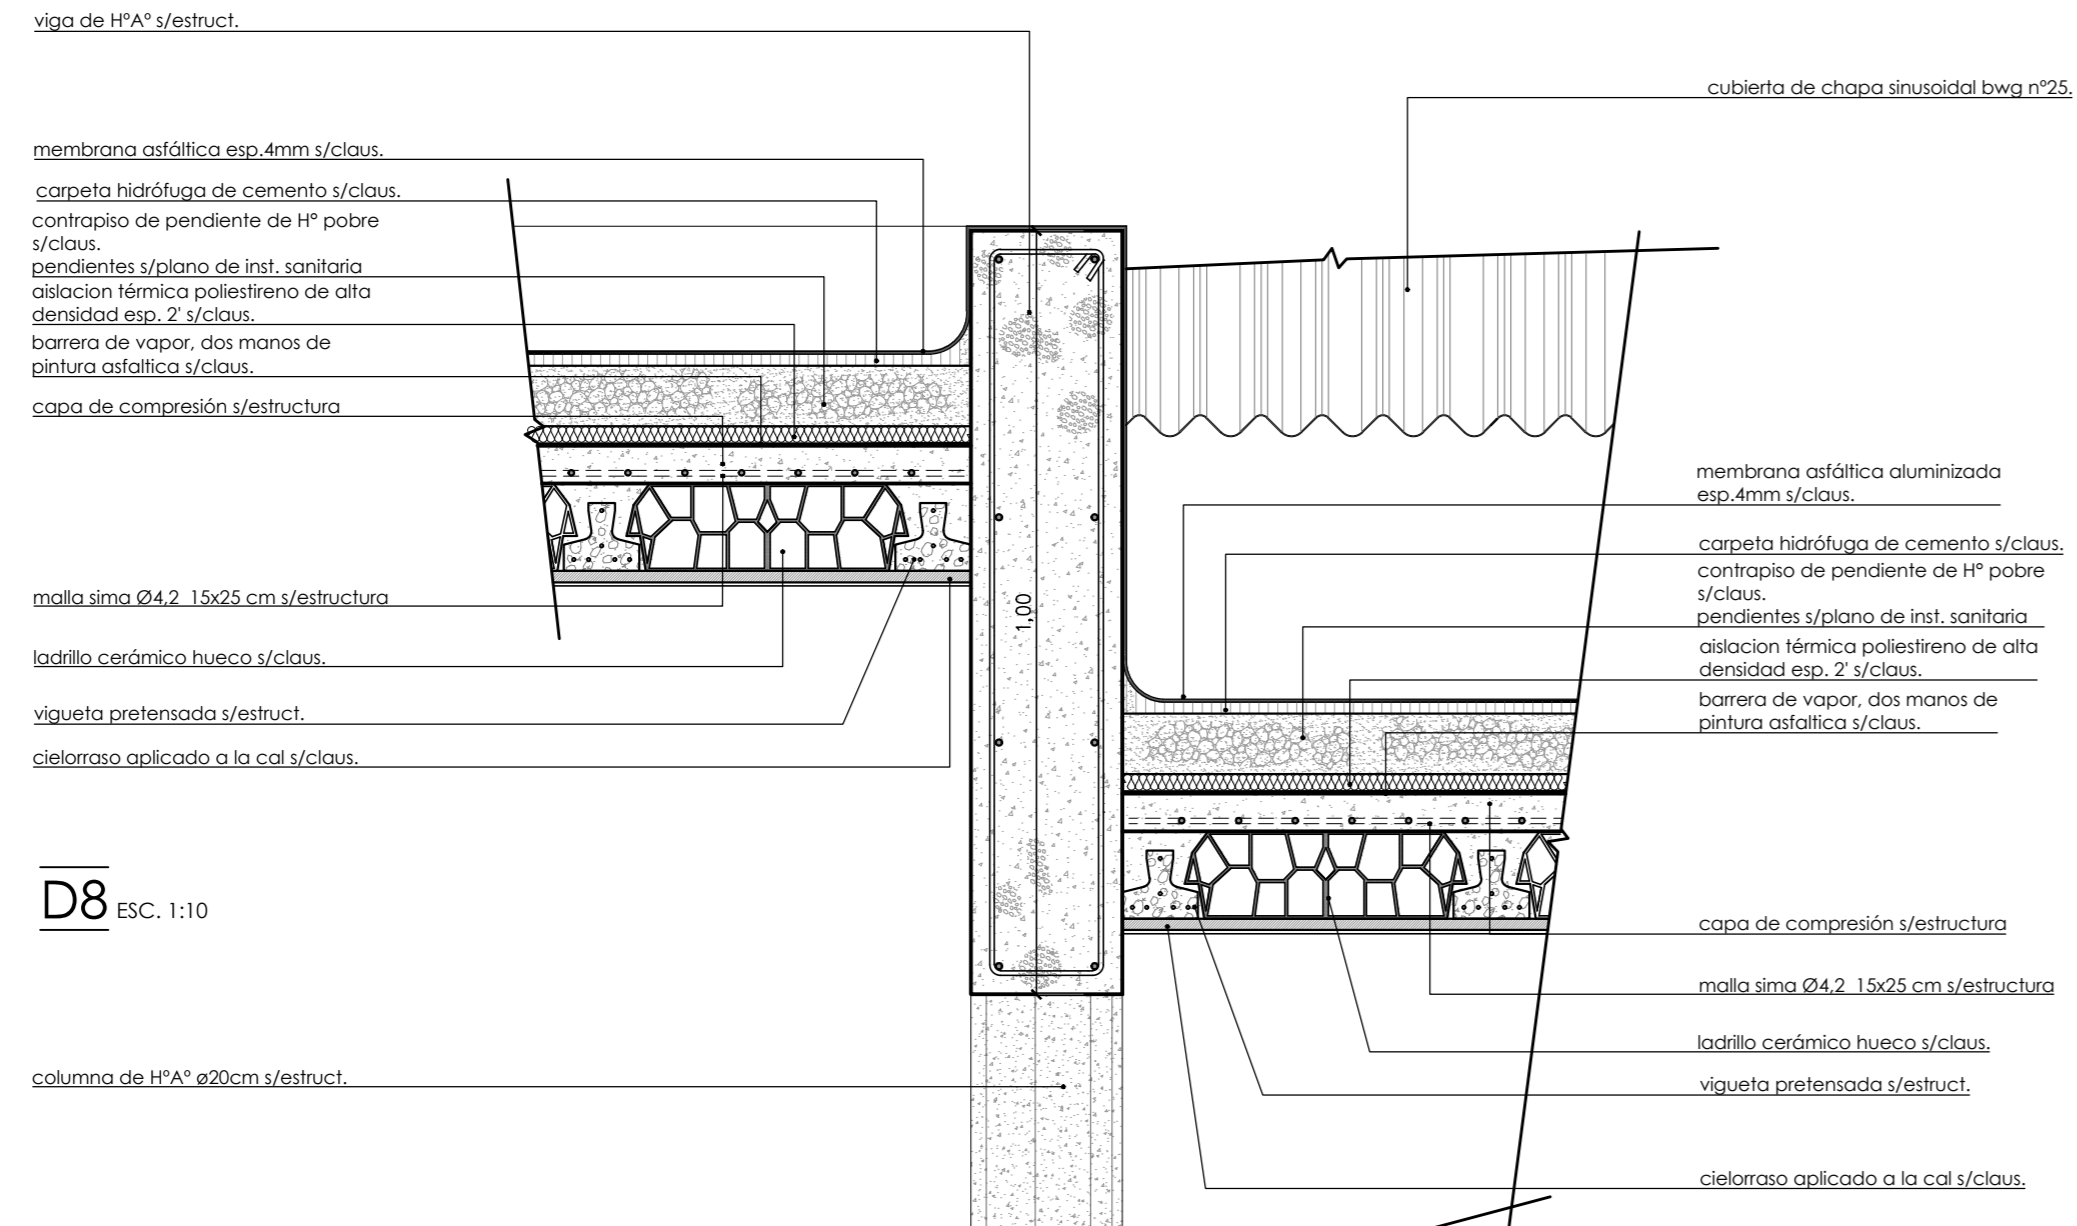 viga de HºAº s/estruct.
membrana asfáltica esp.4mm s/claus.
carpeta hidrófuga de cemento s/claus.
contrapiso de pendiente de Hº pobre
s/claus.
pendientes s/plano de inst. sanitaria
aislacion térmica poliestireno de alta
densidad esp. 2' s/claus.
barrera de vapor, dos manos de
pintura asfaltica s/claus.
capa de compresión s/estructura
malla sima Ø4,2 15x25 cm s/estructura
ladrillo cerámico hueco s/claus.
vigueta pretensada s/estruct.
cielorraso aplicado a la cal s/claus.
D8 ESC. 1:10
columna de HºAº ø20cm s/estruct.
1,00
cubierta de chapa sinusoidal bwg nº25.
membrana asfáltica aluminizada
esp.4mm s/claus.
carpeta hidrófuga de cemento s/claus.
contrapiso de pendiente de Hº pobre
s/claus.
pendientes s/plano de inst. sanitaria
aislacion térmica poliestireno de alta
densidad esp. 2' s/claus.
barrera de vapor, dos manos de
pintura asfaltica s/claus.
capa de compresión s/estructura
malla sima Ø4,2 15x25 cm s/estructura
ladrillo cerámico hueco s/claus.
vigueta pretensada s/estruct.
cielorraso aplicado a la cal s/claus.